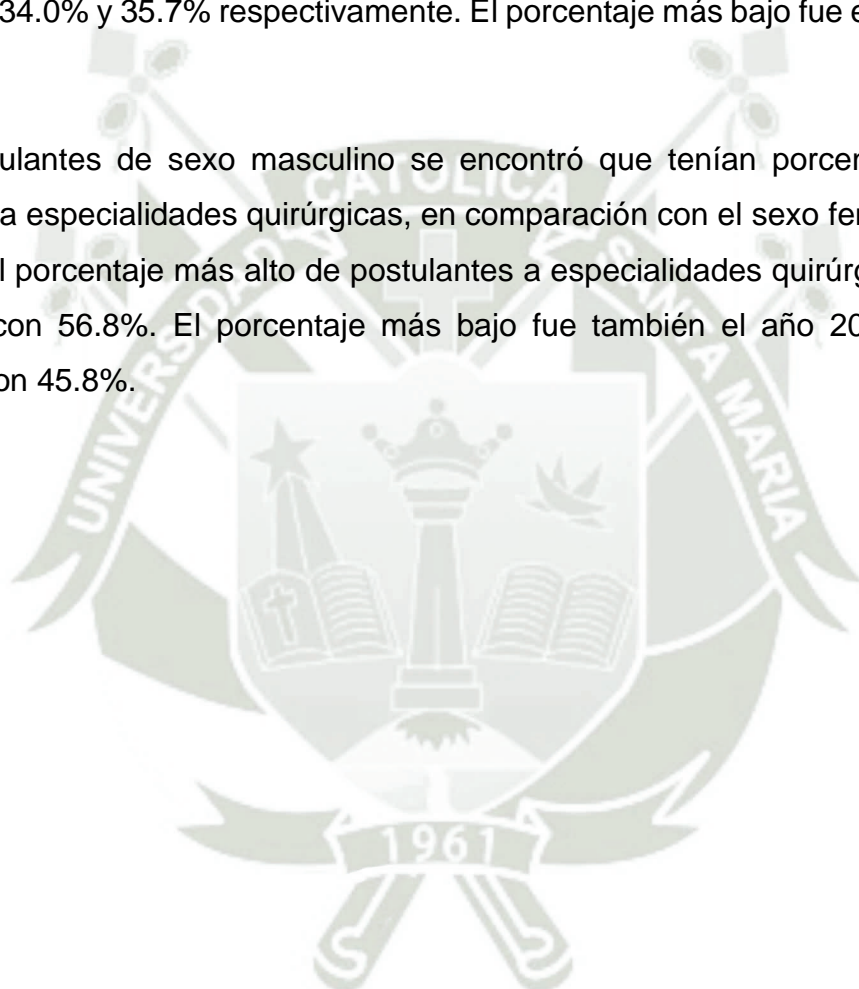 34.0% y 35.7% respectivamente. El porcentaje más bajo fue e
ulantes de sexo masculino se encontró que tenían porcen
a especialidades quirúrgicas, en comparación con el sexo fer
l porcentaje más alto de postulantes a especialidades quirúrg
con 56.8%. El porcentaje más bajo fue también el año 20
on 45.8%.
UNIVERSIDAD CATOLICA SANTA MARIA
1961